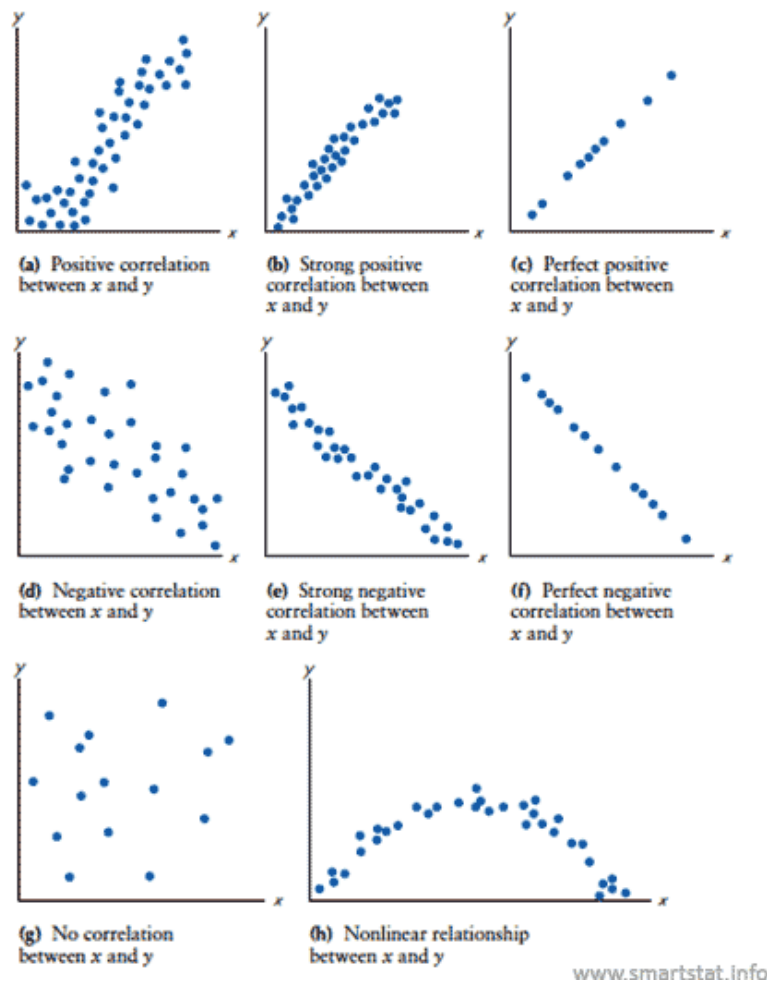 y
y
y
x
x
x
(a) Positive correlation
between x and y
(b) Strong positive
correlation between
x and y
(c) Perfect positive
correlation between
x and y
y
y
y
x
x
x
(d) Negative correlation
between x and y
(e) Strong negative
correlation between
x and y
(f) Perfect negative
correlation between
x and y
y
y
x
x
(g) No correlation
between x and y
(h) Nonlinear relationship
between x and y
www.smartstat.info